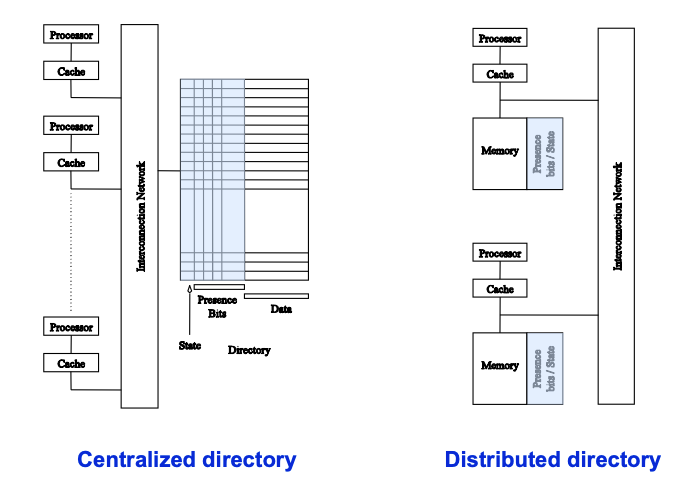 Processor
Cache
Processor
Cache
Processor
Cache
Interconnection Network
Presence
Bits
Data
State
Directory
Centralized directory
Processor
Cache
Memory
Presence
bits / State
Processor
Cache
Memory
Presence
bits / State
Interconnection Network
Distributed directory